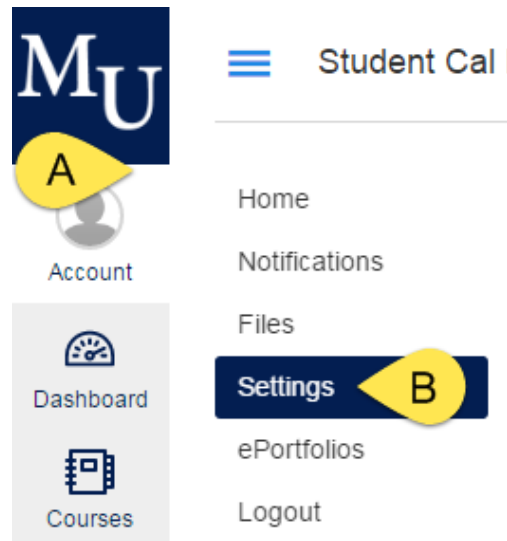 MU
Student Cal
A
Account
Dashboard
Courses
Home
Notifications
Files
Settings
B
ePortfolios
Logout